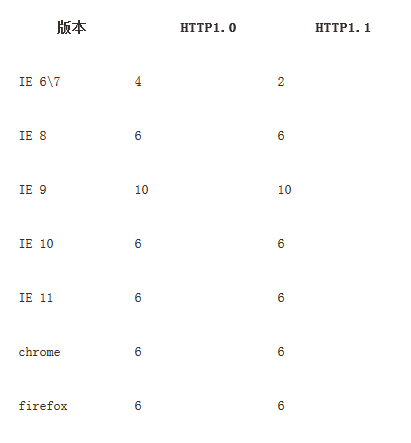 版本 HTTP1.0 HTTP1.1
IE 6\7 4 2
IE 8 6 6
IE 9 10 10
IE 10 6 6
IE 11 6 6
chrome 6 6
firefox 6 6